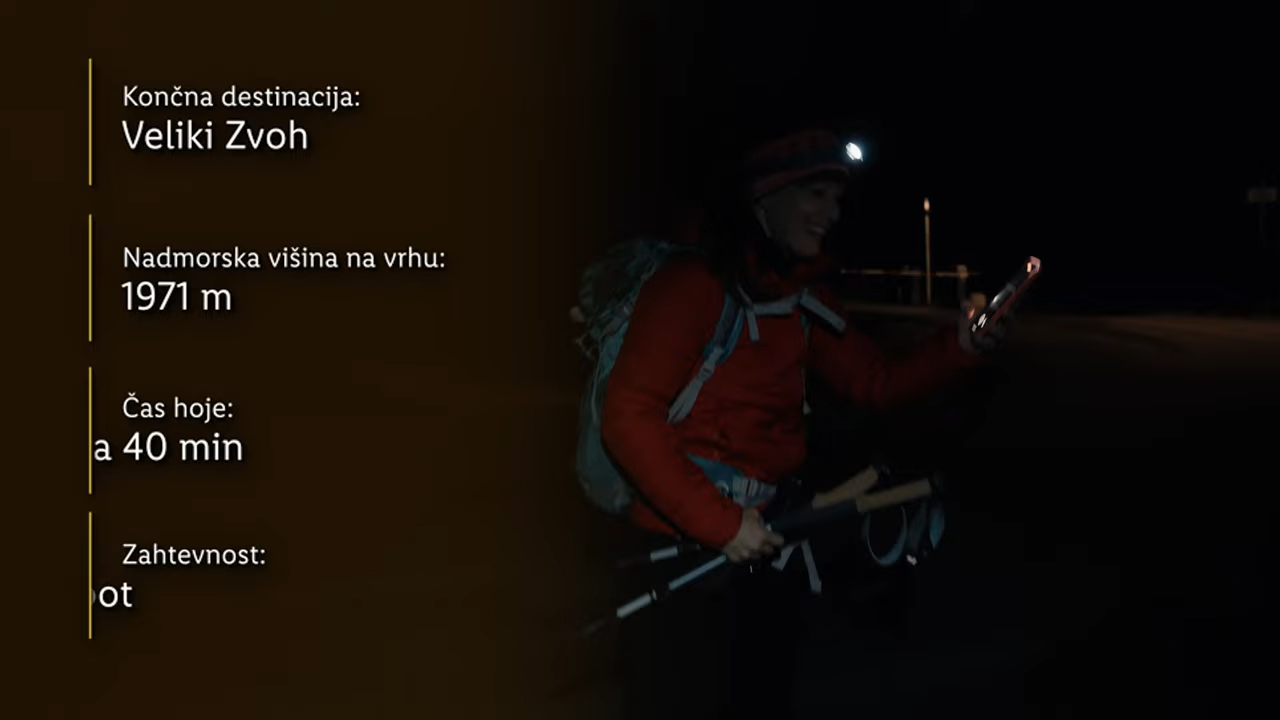 Končna destinacija:
Veliki Zvoh
Nadmorska višina na vrhu:
1971 m
Čas hoje:
a 40 min
Zahtevnost:
ot